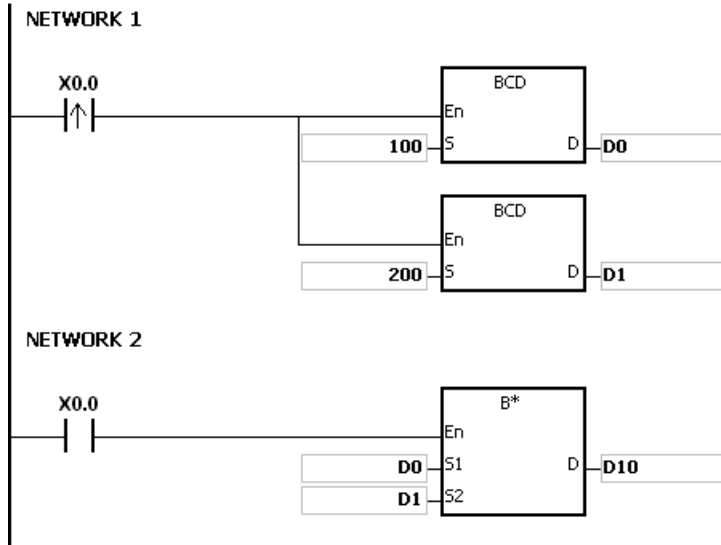 NETWORK 1
X0.0
BCD
En
100 S D D0
BCD
En
200 S D D1
NETWORK 2
X0.0
B*
En
D0 S1 D D10
D1 S2